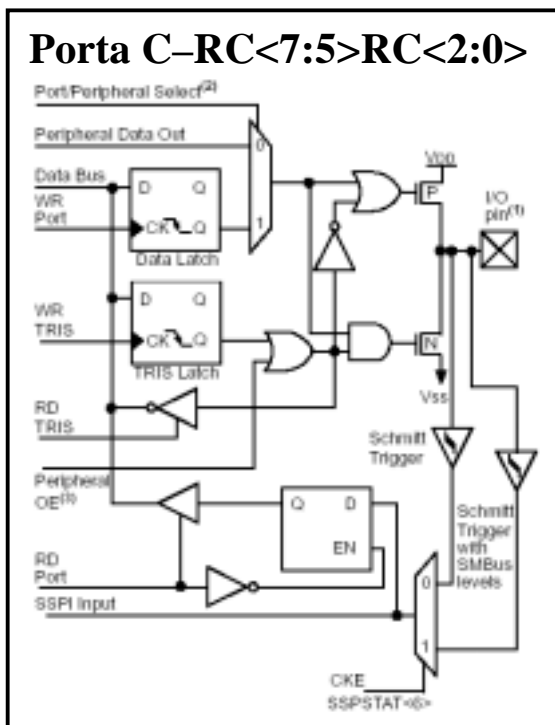 Porta C–RC<7:5>RC<2:0>
Port/Peripheral Select(2)
Peripheral Data Out
Data Bus
WR
Port
D Q
CK Q
Data Latch
0
1
VDD
P
I/O
pin(1)
WR
TRIS
D Q
CK Q
TRIS Latch
N
Vss
RD
TRIS
Schmitt
Trigger
Peripheral
OE(3)
Q D
EN
Schmitt
Trigger
with
SMBus
levels
RD
Port
SSPI Input
0
1
CKE
SSPSTAT<6>